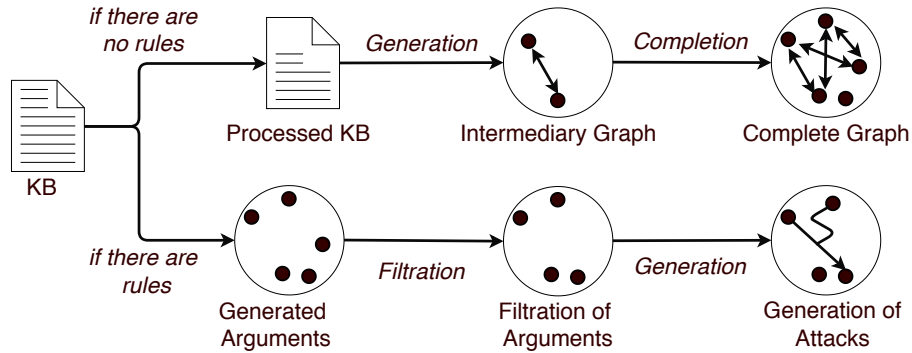 if there are
no rules
Generation
Completion
KB
Processed KB
Intermediary Graph
Complete Graph
if there are
rules
Filtration
Generation
Generated
Arguments
Filtration of
Arguments
Generation of
Attacks